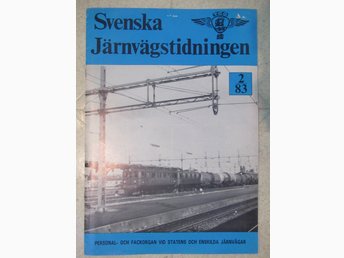 Svenska
Järnvägstidningen
2
83
PERSONAL- OCH FACKORGAN VID STATENS OCH ENSKILDA JÄRNVÄGAR